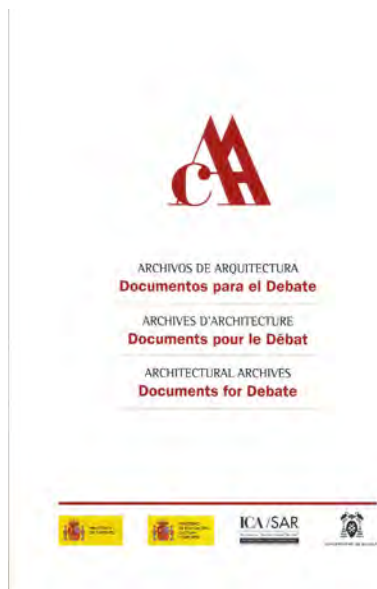 ARCHIVOS DE ARQUITECTURA
Documentos para el Debate
ARCHIVES D'ARCHITECTURE
Documents pour le Débat
ARCHITECTURAL ARCHIVES
Documents for Debate
ICA/SAR